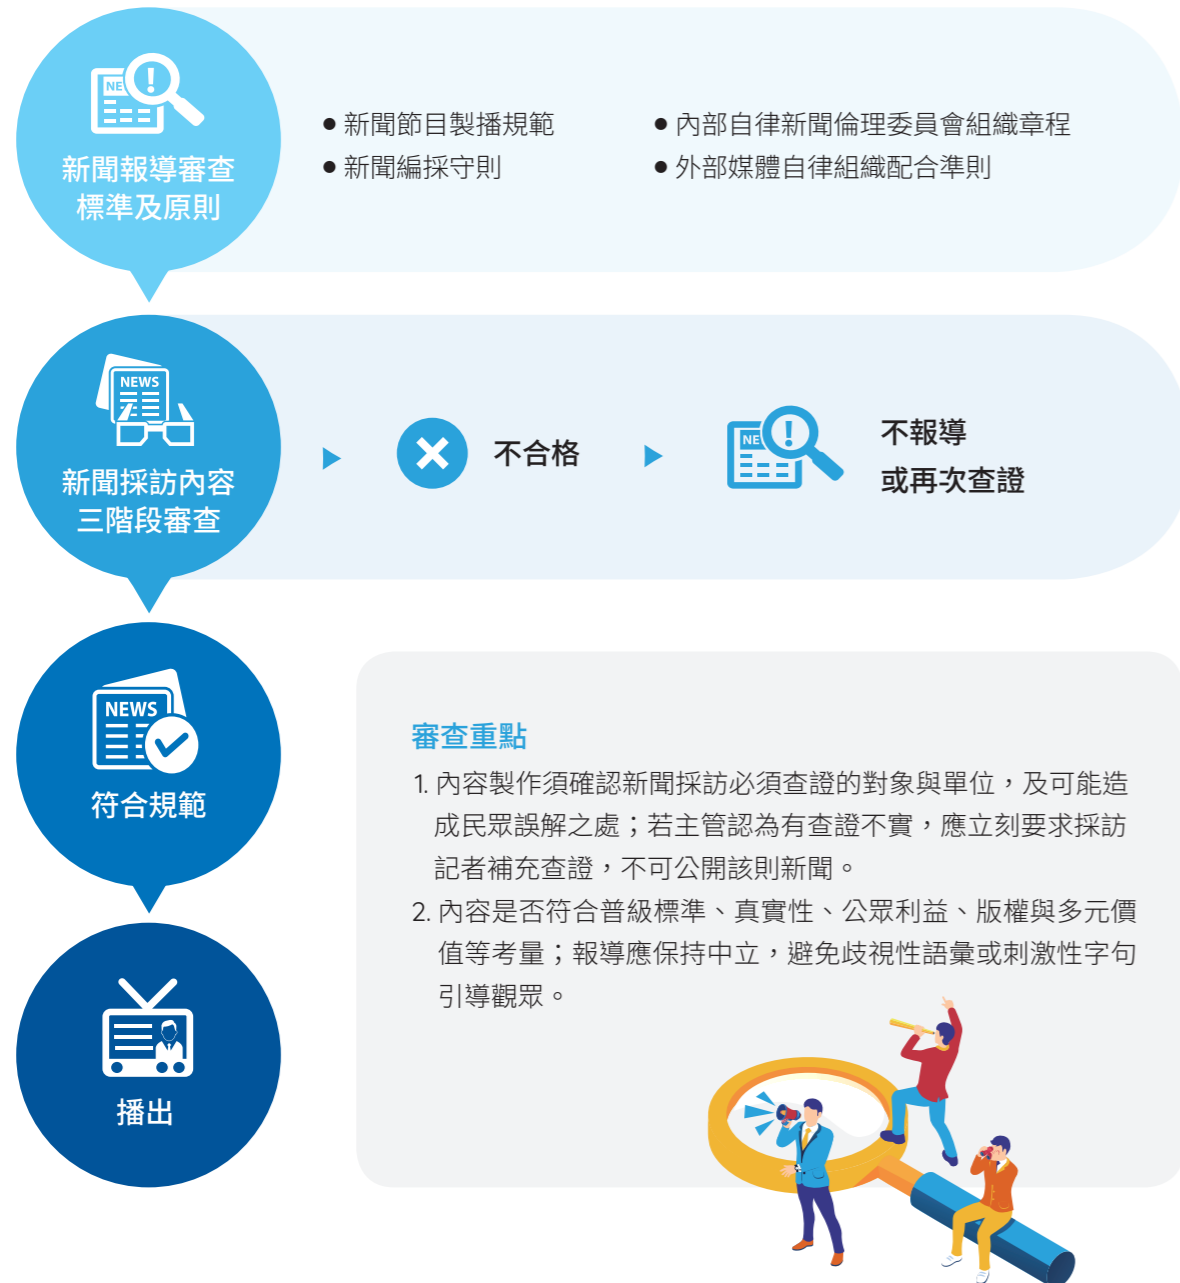 NE
新聞報導審查
標準及原則
● 新聞節目製播規範
● 新聞編採守則
● 內部自律新聞倫理委員會組織章程
● 外部媒體自律組織配合準則
NEWS
新聞採訪內容
三階段審查
不合格
NE
不報導
或再次查證
NEWS
符合規範
播出
審查重點
1. 內容製作須確認新聞採訪必須查證的對象與單位，及可能造
成民眾誤解之處；若主管認為有查證不實，應立刻要求採訪
記者補充查證，不可公開該則新聞。
2. 內容是否符合普級標準、真實性、公眾利益、版權與多元價
值等考量；報導應保持中立，避免歧視性語彙或刺激性字句
引導觀眾。